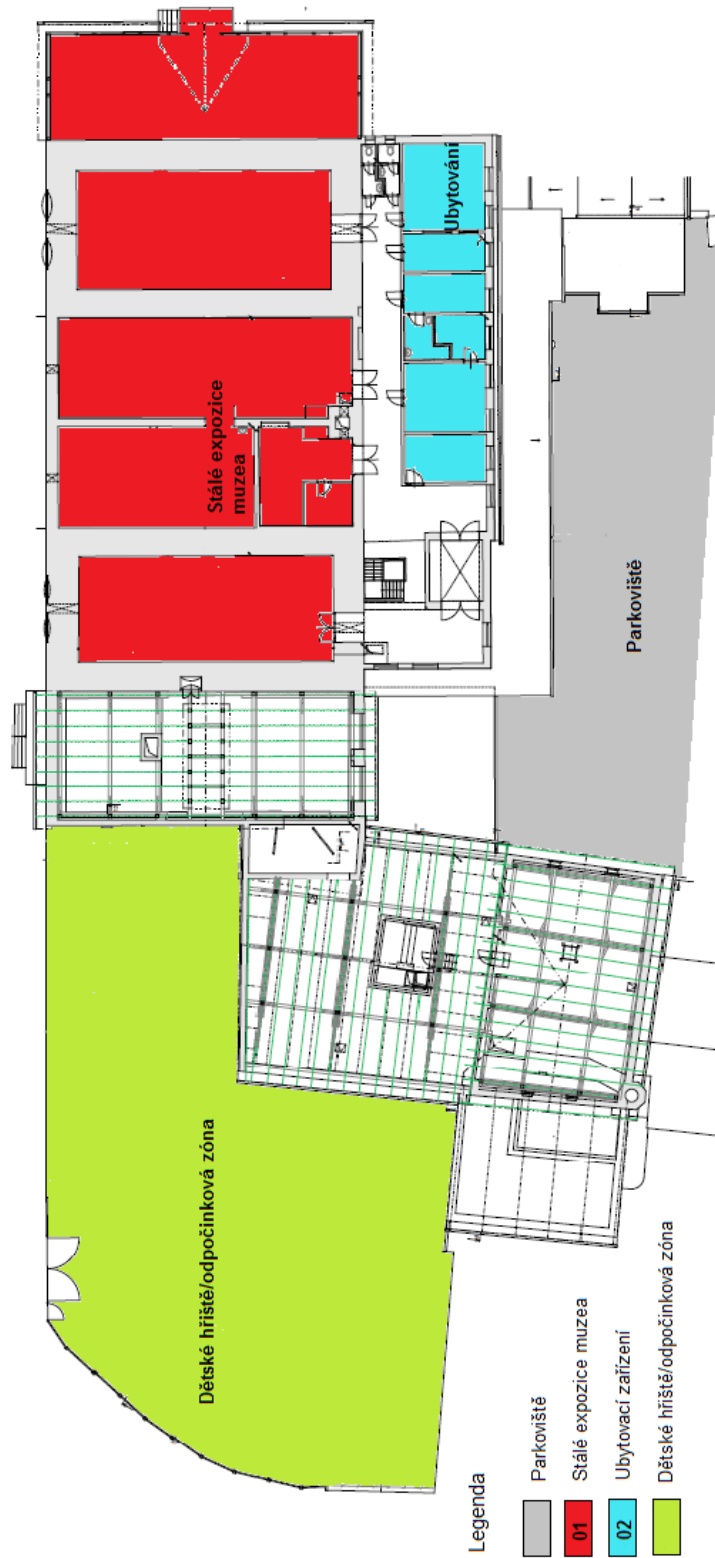 Dětské hřiště/odpočinková zóna
Stálé expozice
muzea
Ubytování
Parkoviště
Legenda
Parkoviště
01 Stálé expozice muzea
02 Ubytovací zařízení
Dětské hřiště/odpočinková zóna